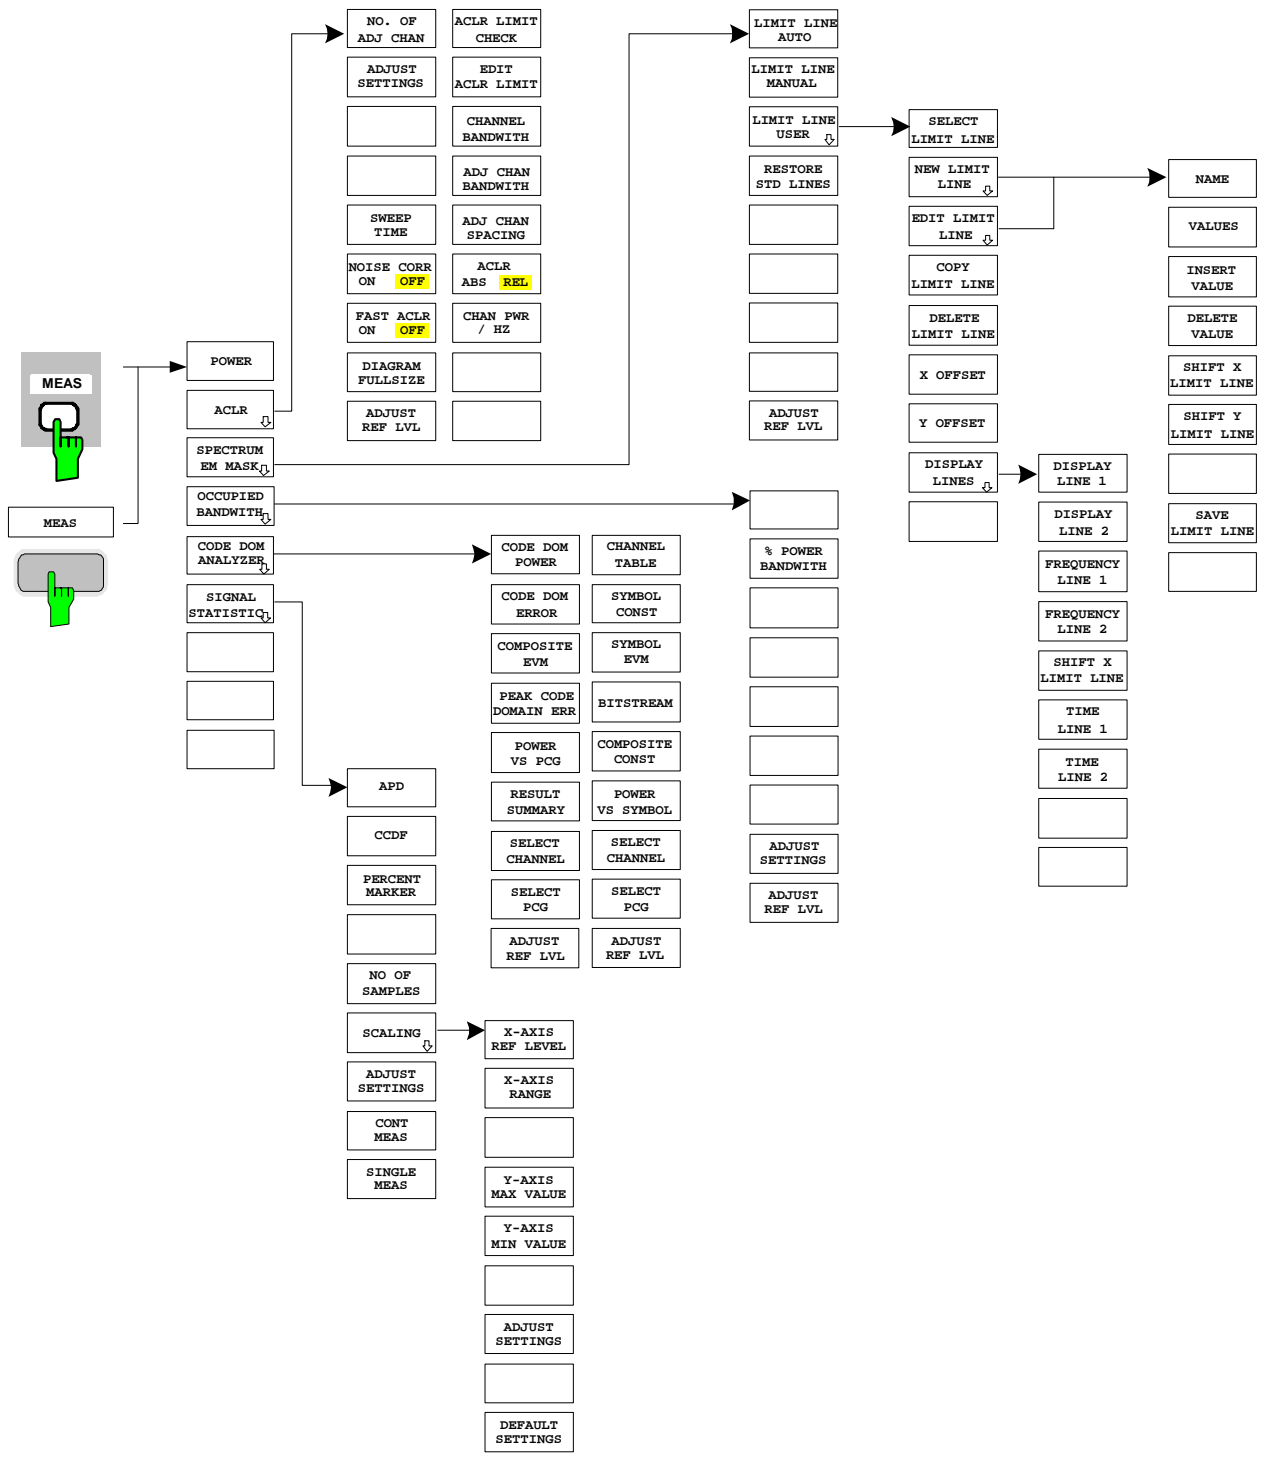 MEAS
MEAS
POWER
ACLR
SPECTRUM
EM MASK
OCCUPIED
BANDWITH
CODE DOM
ANALYZER
SIGNAL
STATISTIC
NO. OF
ADJ CHAN
ADJUST
SETTINGS
SWEEP
TIME
NOISE CORR
ON OFF
FAST ACLR
ON OFF
DIAGRAM
FULLSIZE
ADJUST
REF LVL
ACLR LIMIT
CHECK
EDIT
ACLR LIMIT
CHANNEL
BANDWITH
ADJ CHAN
BANDWITH
ADJ CHAN
SPACING
ACLR
ABS REL
CHAN PWR
/ HZ
LIMIT LINE
AUTO
LIMIT LINE
MANUAL
LIMIT LINE
USER
RESTORE
STD LINES
ADJUST
REF LVL
SELECT
LIMIT LINE
NEW LIMIT
LINE
EDIT LIMIT
LINE
COPY
LIMIT LINE
DELETE
LIMIT LINE
X OFFSET
Y OFFSET
DISPLAY
LINES
NAME
VALUES
INSERT
VALUE
DELETE
VALUE
SHIFT X
LIMIT LINE
SHIFT Y
LIMIT LINE
SAVE
LIMIT LINE
DISPLAY
LINE 1
DISPLAY
LINE 2
FREQUENCY
LINE 1
FREQUENCY
LINE 2
SHIFT X
LIMIT LINE
TIME
LINE 1
TIME
LINE 2
% POWER
BANDWITH
ADJUST
SETTINGS
ADJUST
REF LVL
CODE DOM
POWER
CODE DOM
ERROR
COMPOSITE
EVM
PEAK CODE
DOMAIN ERR
POWER
VS PCG
RESULT
SUMMARY
SELECT
CHANNEL
SELECT
PCG
ADJUST
REF LVL
CHANNEL
TABLE
SYMBOL
CONST
SYMBOL
EVM
BITSTREAM
COMPOSITE
CONST
POWER
VS SYMBOL
SELECT
CHANNEL
SELECT
PCG
ADJUST
REF LVL
APD
CCDF
PERCENT
MARKER
NO OF
SAMPLES
SCALING
ADJUST
SETTINGS
CONT
MEAS
SINGLE
MEAS
X-AXIS
REF LEVEL
X-AXIS
RANGE
Y-AXIS
MAX VALUE
Y-AXIS
MIN VALUE
ADJUST
SETTINGS
DEFAULT
SETTINGS